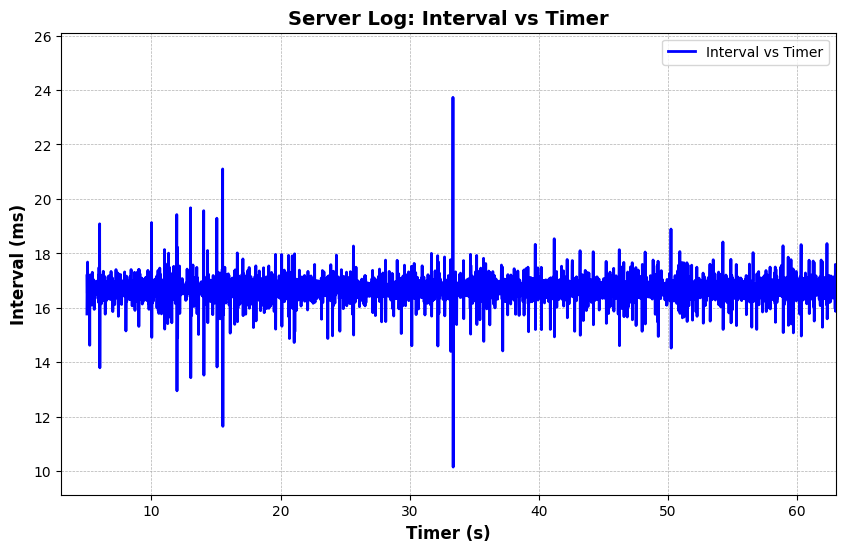 Server Log: Interval vs Timer
Interval vs Timer
26
24
22
20
18
16
14
12
10
Interval (ms)
10 20 30 40 50 60
Timer (s)